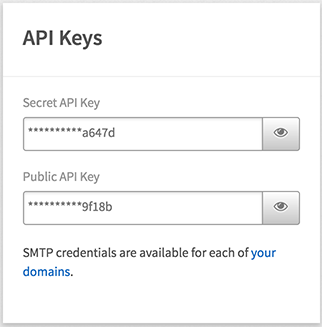 API Keys
Secret API Key
**********a647d
Public API Key
**********9f18b
SMTP credentials are available for each of your
domains.